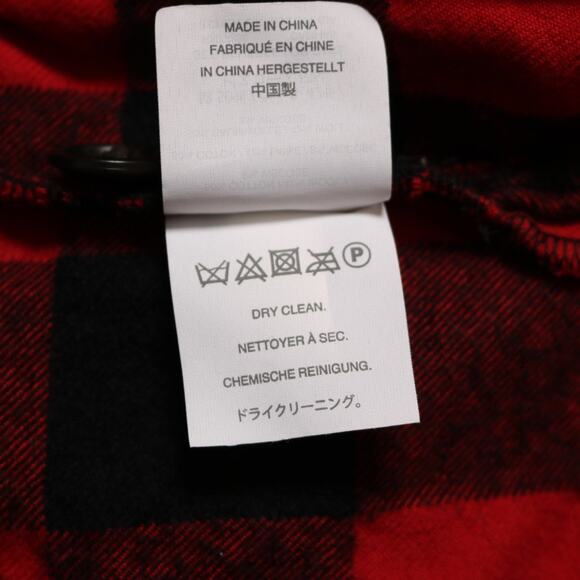 MADE IN CHINA
FABRIQUÉ EN CHINE
IN CHINA HERGESTELLT
中国製
P
DRY CLEAN.
NETTOYER À SEC.
CHEMISCHE REINIGUNG.
ドライクリーニング。